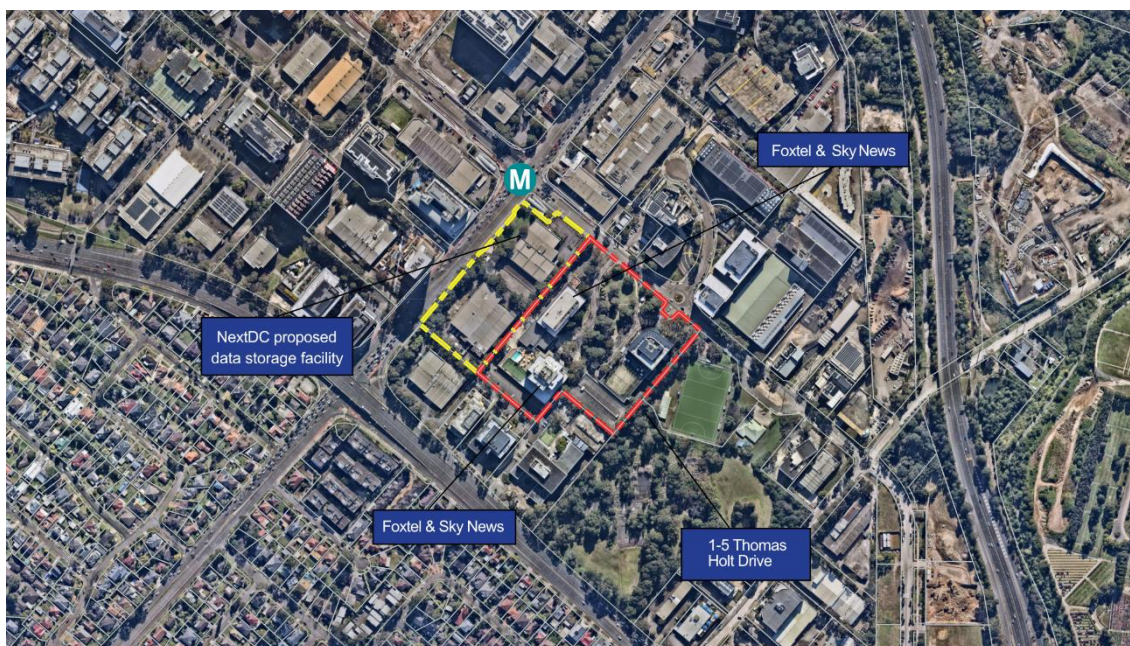 Foxtel & Sky News
M
NextDC proposed
data storage facility
Foxtel & Sky News
1-5 Thomas
Holt Drive